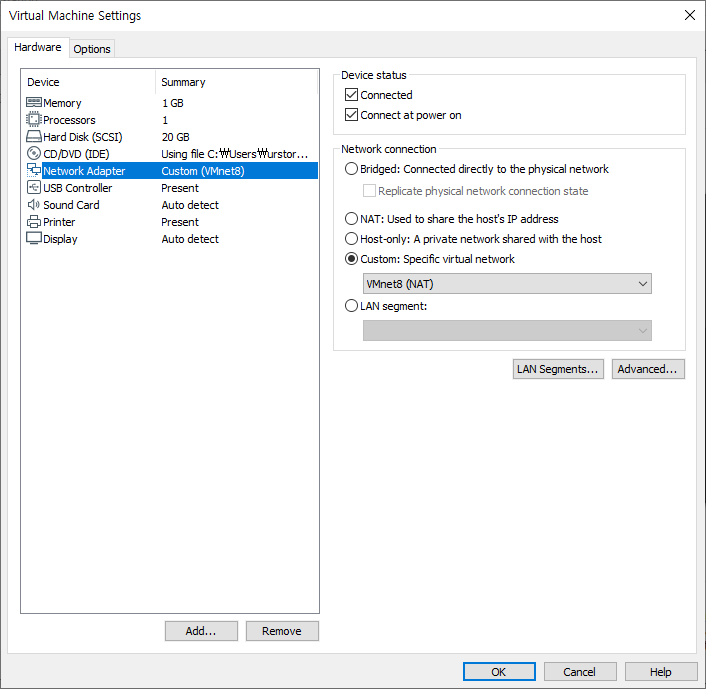 Virtual Machine Settings
Hardware
Options
Device Summary
Memory 1 GB
Processors 1
Hard Disk (SCSI) 20 GB
CD/DVD (IDE) Using file C:₩Users₩urstor...
Network Adapter Custom (VMnet8)
USB Controller Present
Sound Card Auto detect
Printer Present
Display Auto detect
Add...
Remove
Device status
Connected
Connect at power on
Network connection
Bridged: Connected directly to the physical network
Replicate physical network connection state
NAT: Used to share the host's IP address
Host-only: A private network shared with the host
Custom: Specific virtual network
VMnet8 (NAT)
LAN segment:
LAN Segments...
Advanced...
OK
Cancel
Help